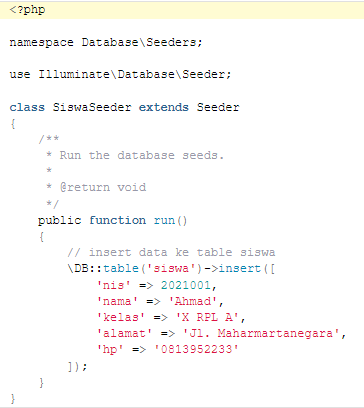 <?php
namespace Database\Seeders;
use Illuminate\Database\Seeder;
class SiswaSeeder extends Seeder
{
/**
* Run the database seeds.
*
* @return void
*/
public function run()
{
// insert data ke table siswa
\DB::table('siswa')->insert([
'nis' => 2021001,
'nama' => 'Ahmad',
'kelas' => 'X RPL A',
'alamat' => 'Jl. Maharmartanegara',
'hp' => '0813952233'
]);
}
}